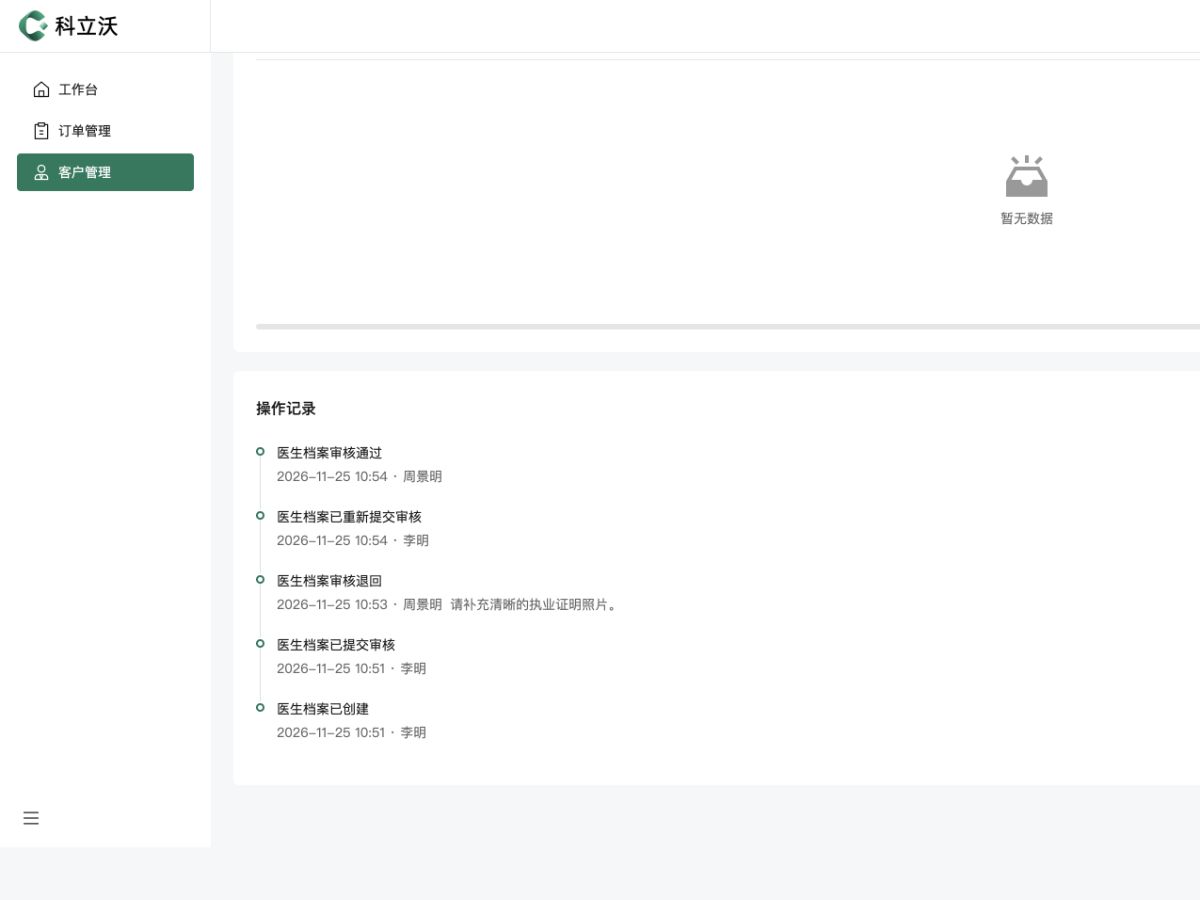 科立沃
工作台
订单管理
客户管理
暂无数据
操作记录
医生档案审核通过
2026-11-25 10:54 · 周景明
医生档案已重新提交审核
2026-11-25 10:54 · 李明
医生档案审核退回
2026-11-25 10:53 · 周景明 请补充清晰的执业证明照片。
医生档案已提交审核
2026-11-25 10:51 · 李明
医生档案已创建
2026-11-25 10:51 · 李明